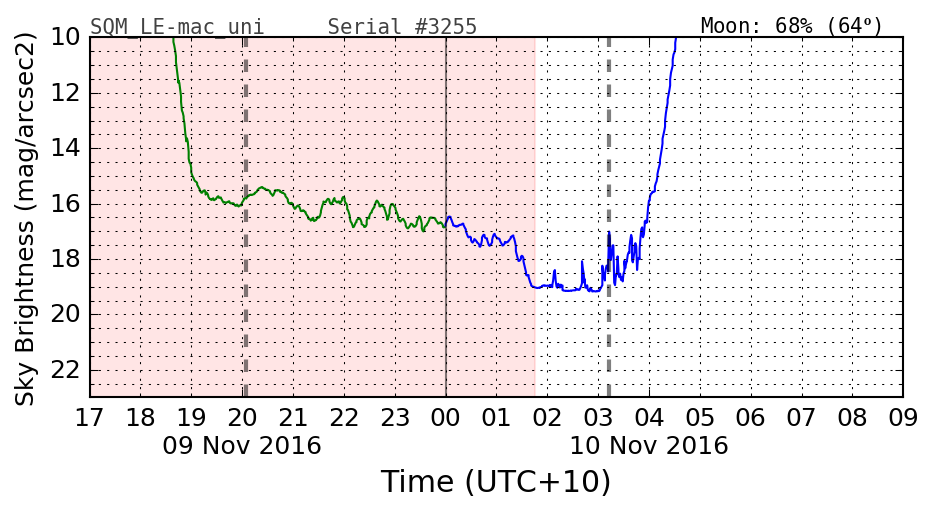 SQM_LE-mac_uni Serial #3255 Moon: 68% (64°)
Sky Brightness (mag/arcsec2)
10
12
14
16
18
20
22
17 18 19 20 21 22 23 00 01 02 03 04 05 06 07 08 09
09 Nov 2016 10 Nov 2016
Time (UTC+10)